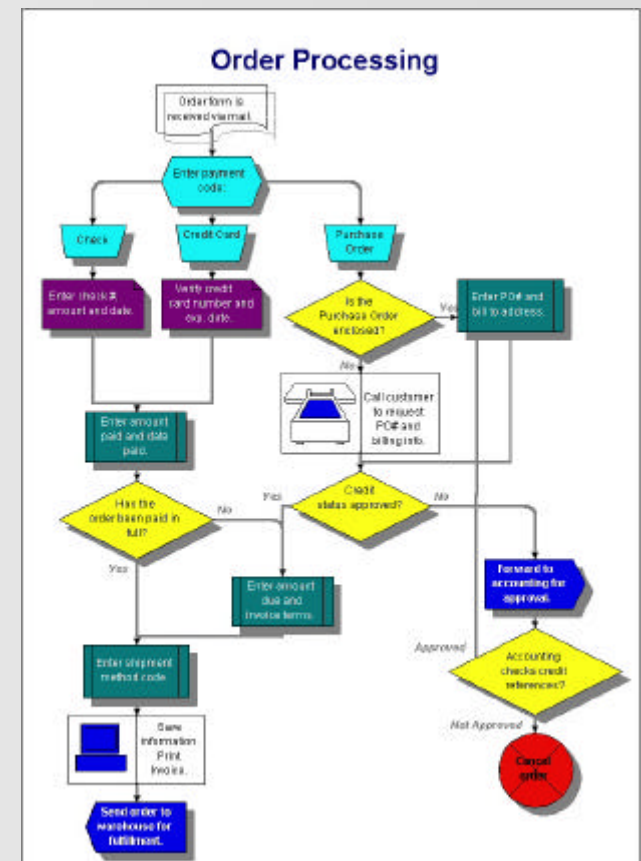 Order Processing
Order form is
received via mail.
Enter payment
code:
Check
Credit Card
Purchase
Order
Enter check #,
amount and date.
Verify credit
card number and
exp. date.
Is the
Purchase Order
enclosed?
Yes
Enter PO# and
bill to address.
No
Call customer
to request
PO# and
billing info.
Enter amount
paid and date
paid.
Has the
order been paid in
full?
No
Yes
Credit
status approved?
No
Yes
Enter amount
due and
invoice terms.
Forward to
accounting for
approval.
Approved
Accounting
checks credit
references?
Enter shipment
method code
Not Approved
Save
information
Print
Invoice.
Cancel
order
Send order to
warehouse for
fulfillment.